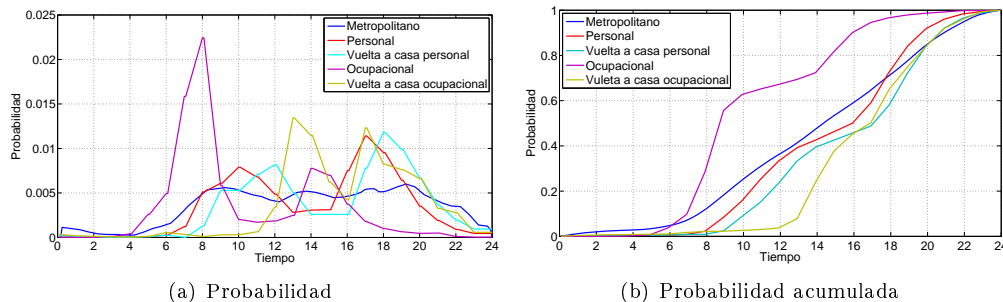 0.025
0.02
0.015
0.01
0.005
0
Probabilidad
Metropolitano
Personal
Vuelta a casa personal
Ocupacional
Vuelta a casa ocupacional
2 4 6 8 10 12 14 16 18 20 22 24
Tiempo
(a) Probabilidad
1
0.8
0.6
0.4
0.2
0
Probabilidad
Metropolitano
Personal
Vuelta a casa personal
Ocupacional
Vuleta a casa ocupacional
0 2 4 6 8 10 12 14 16 18 20 22 24
Tiempo
(b) Probabilidad acumulada